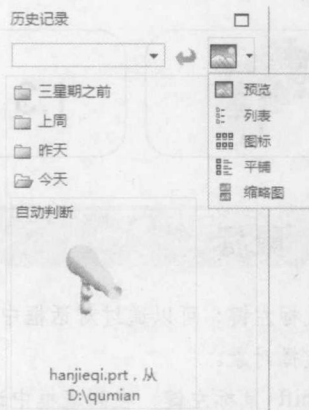 历史记录
预览
三星期之前
列表
上周
图标
昨天
平铺
今天
缩略图
自动判断
hanjieqi.prt，从
D:\qumian